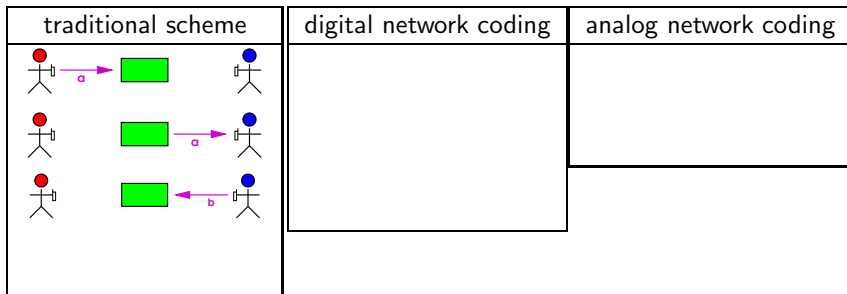 traditional scheme
digital network coding
analog network coding
a
a
b